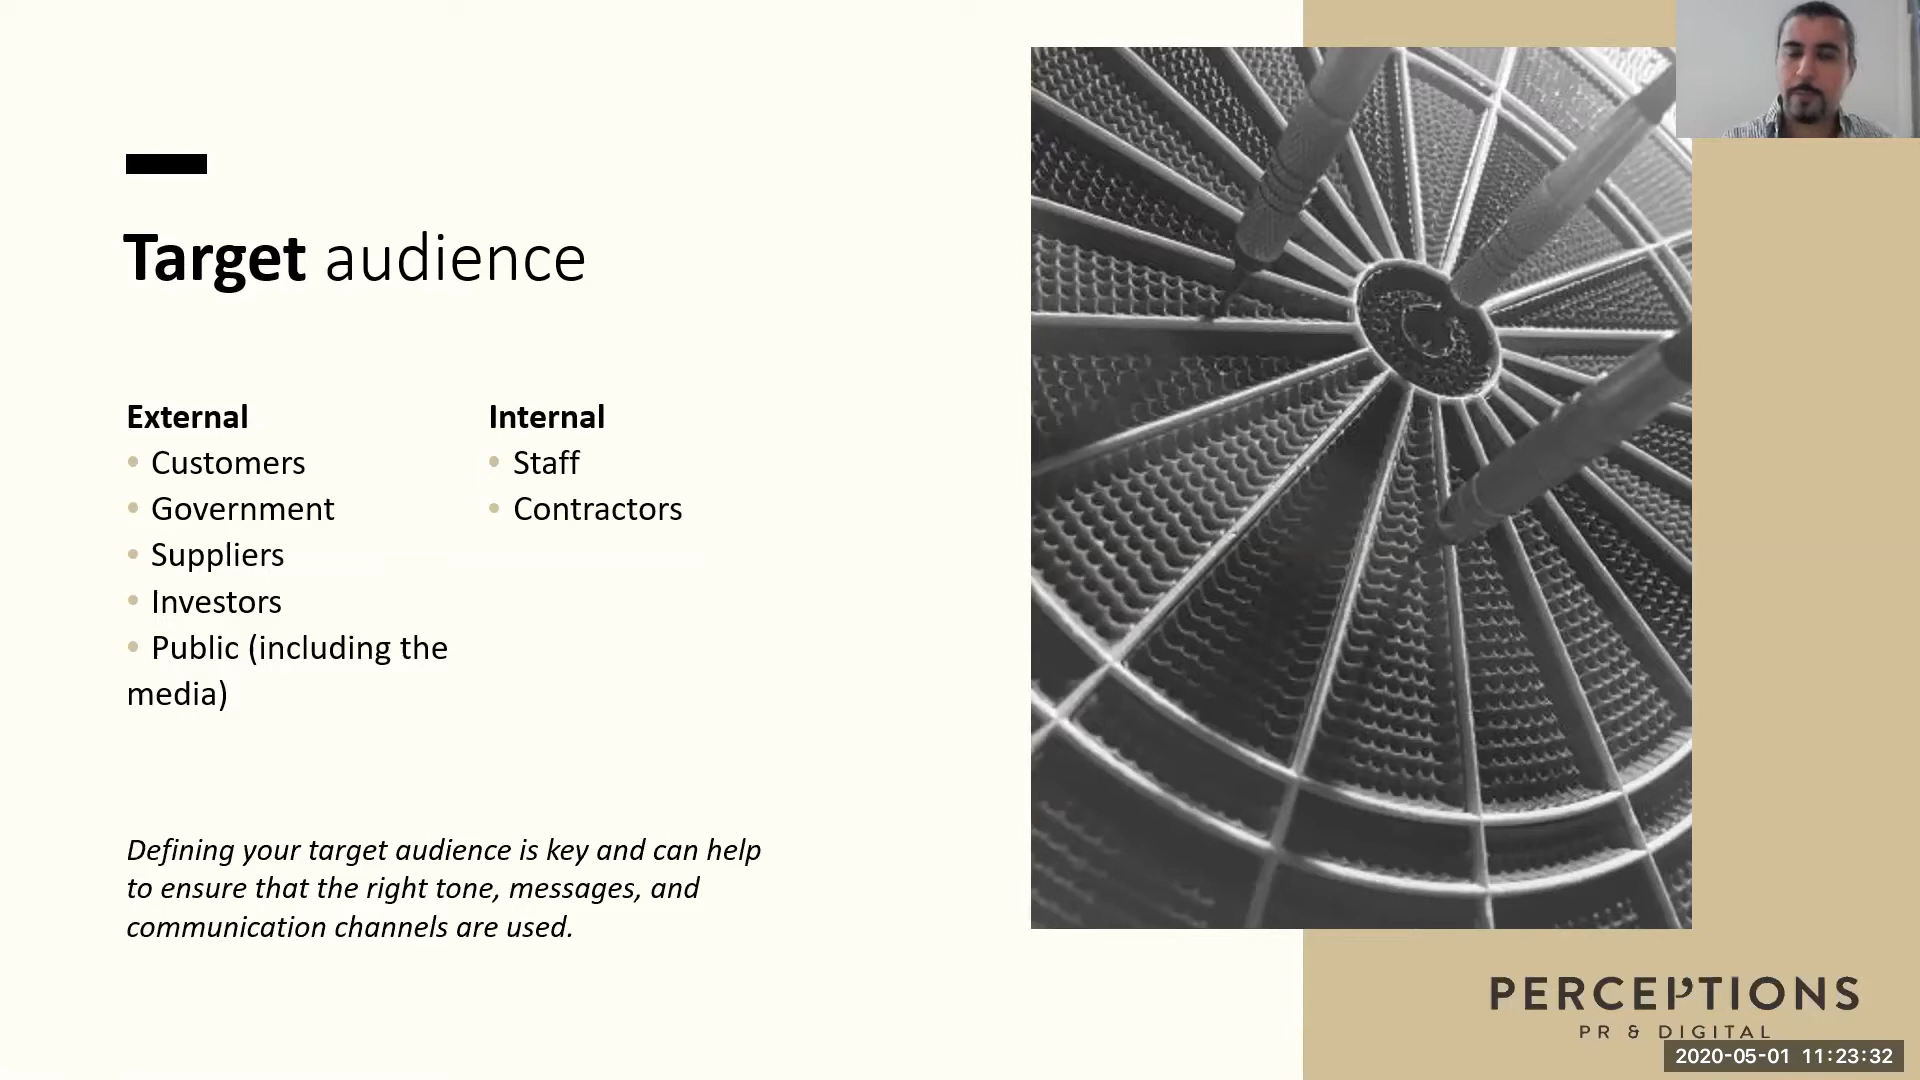 Target audience
External
• Customers
• Government
• Suppliers
• Investors
• Public (including the
media)
Internal
• Staff
• Contractors
Defining your target audience is key and can help
to ensure that the right tone, messages, and
communication channels are used.
PERCEPTIONS
PR & DIGITAL
2020-05-01 11:23:32